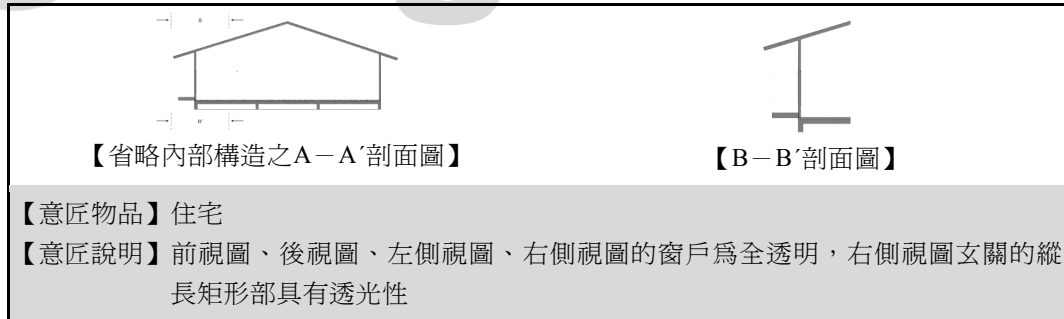 B
B′
【省略內部構造之A－A′剖面圖】
【B－B′剖面圖】
【意匠物品】住宅
【意匠說明】前視圖、後視圖、左側視圖、右側視圖的窗戶爲全透明，右側視圖玄關的縱
長矩形部具有透光性